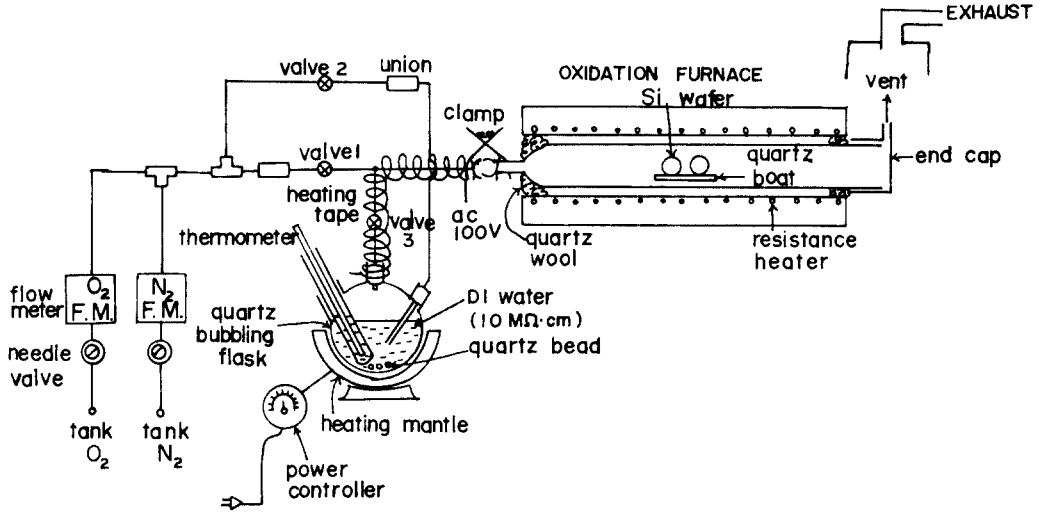 EXHAUST
valve 2
union
OXIDATION FURNACE
Si wafer
vent
clamp
valve 1
end cap
quartz
boat
heating
tape
valve
3
ac
100V
thermometer
quartz
wool
resistance
heater
O2
F.M.
N2
F.M.
flow
meter
DI water
(10 MΩ·cm)
quartz
bubbling
flask
quartz bead
needle
valve
heating mantle
tank
O2
tank
N2
power
controller